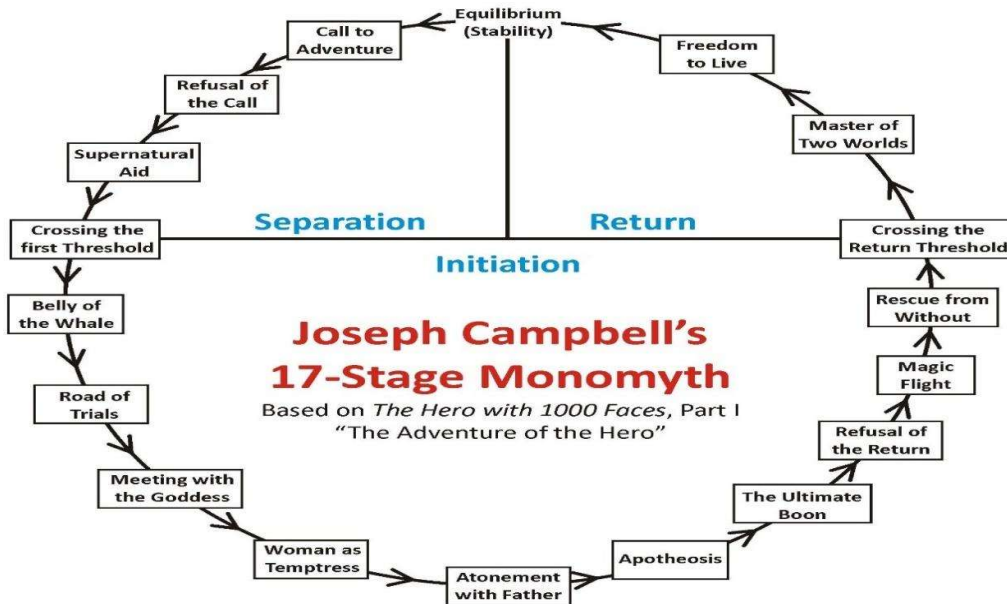 Equilibrium
(Stability)
Call to
Adventure
Refusal of
the Call
Supernatural
Aid
Crossing the
first Threshold
Belly of
the Whale
Road of
Trials
Meeting with
the Goddess
Woman as
Temptress
Atonement
with Father
Apotheosis
The Ultimate
Boon
Refusal
of the Return
Magic
Flight
Rescue from
Without
Crossing the
Return Threshold
Master of
Two Worlds
Freedom
to Live
Separation
Return
Initiation
Joseph Campbell’s
17-Stage Monomyth
Based on The Hero with 1000 Faces, Part I
“The Adventure of the Hero”